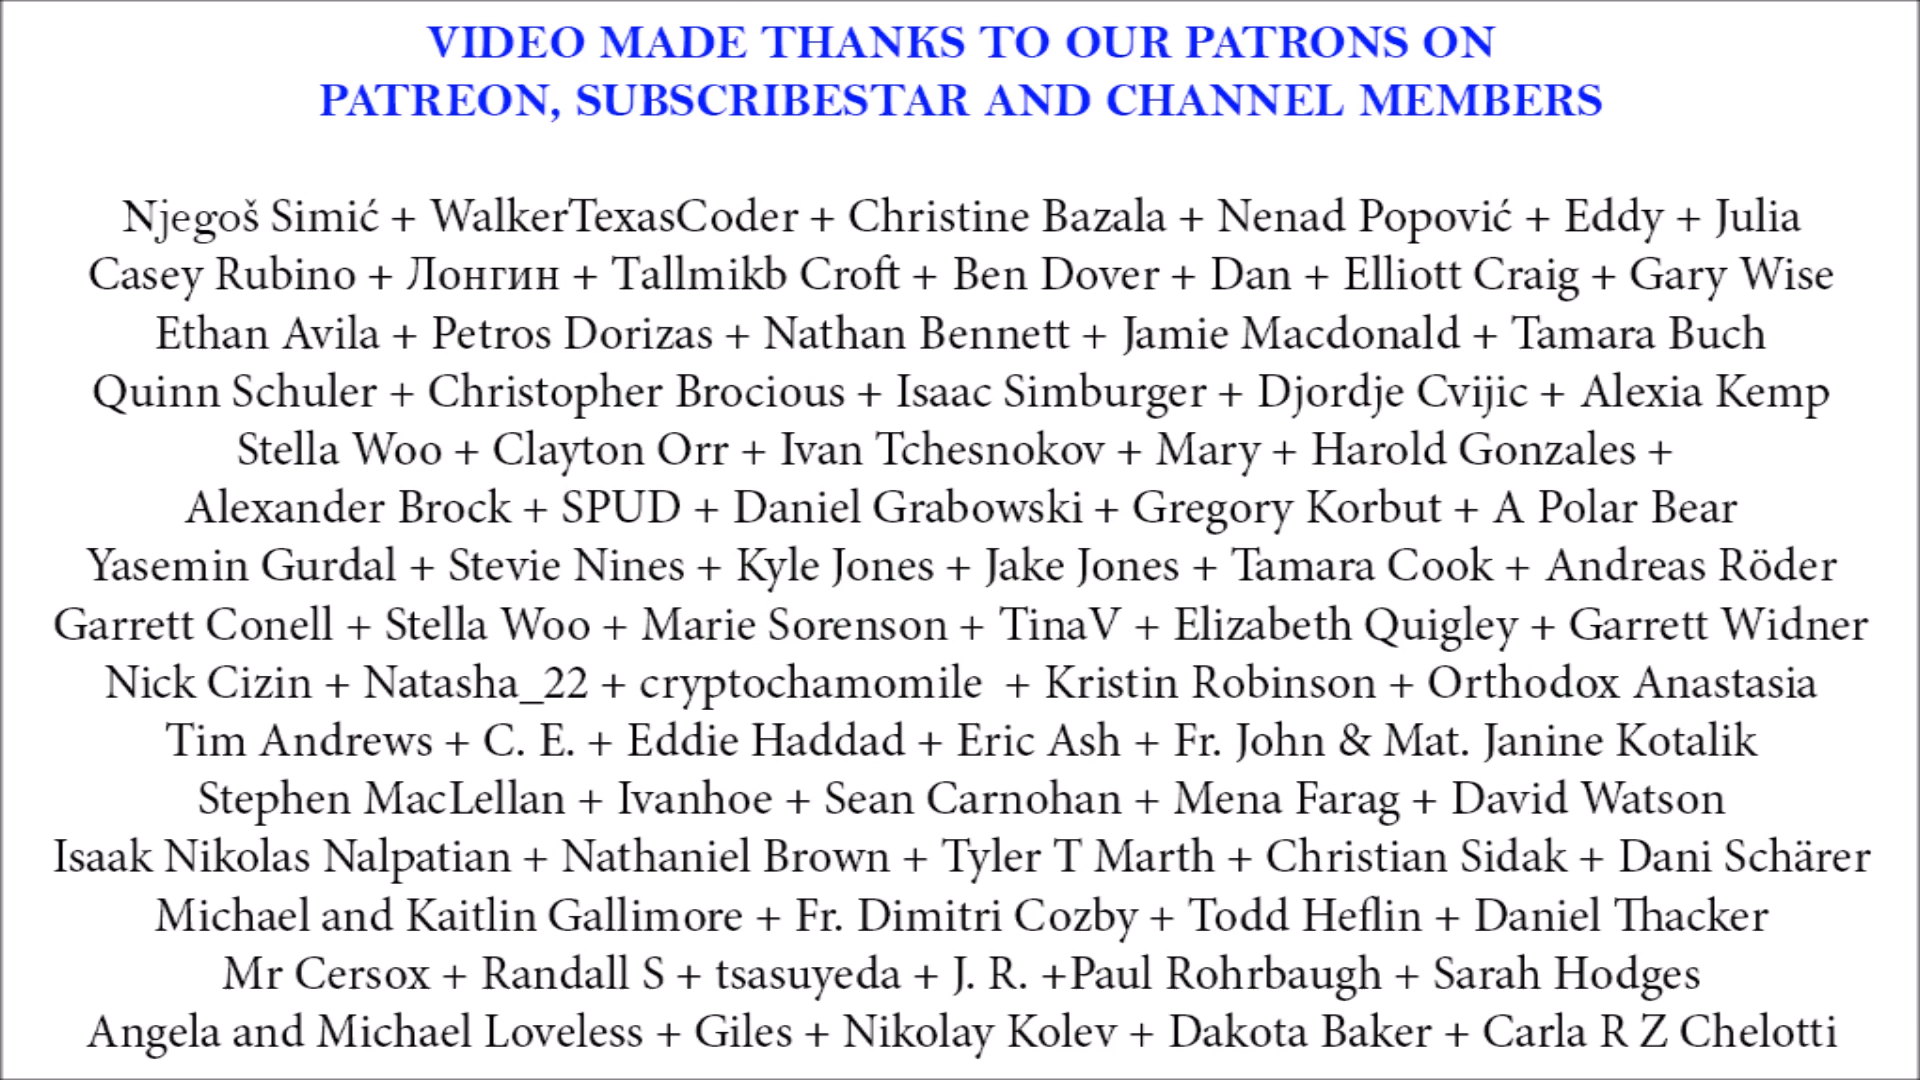 VIDEO MADE THANKS TO OUR PATRONS ON
PATREON, SUBSCRIBESTAR AND CHANNEL MEMBERS
Njegoš Simić + WalkerTexasCoder + Christine Bazala + Nenad Popović + Eddy + Julia
Casey Rubino + Лонгин + Tallmikb Croft + Ben Dover + Dan + Elliott Craig + Gary Wise
Ethan Avila + Petros Dorizas + Nathan Bennett + Jamie Macdonald + Tamara Buch
Quinn Schuler + Christopher Brocious + Isaac Simburger + Djordje Cvijic + Alexia Kemp
Stella Woo + Clayton Orr + Ivan Tchesnokov + Mary + Harold Gonzales +
Alexander Brock + SPUD + Daniel Grabowski + Gregory Korbut + A Polar Bear
Yasemin Gurdal + Stevie Nines + Kyle Jones + Jake Jones + Tamara Cook + Andreas Röder
Garrett Conell + Stella Woo + Marie Sorenson + TinaV + Elizabeth Quigley + Garrett Widner
Nick Cizin + Natasha_22 + cryptochamomile + Kristin Robinson + Orthodox Anastasia
Tim Andrews + C. E. + Eddie Haddad + Eric Ash + Fr. John & Mat. Janine Kotalik
Stephen MacLellan + Ivanhoe + Sean Carnohan + Mena Farag + David Watson
Isaak Nikolas Nalpatian + Nathaniel Brown + Tyler T Marth + Christian Sidak + Dani Schärer
Michael and Kaitlin Gallimore + Fr. Dimitri Cozby + Todd Heflin + Daniel Thacker
Mr Cersox + Randall S + tsasuyeda + J. R. +Paul Rohrbaugh + Sarah Hodges
Angela and Michael Loveless + Giles + Nikolay Kolev + Dakota Baker + Carla R Z Chelotti